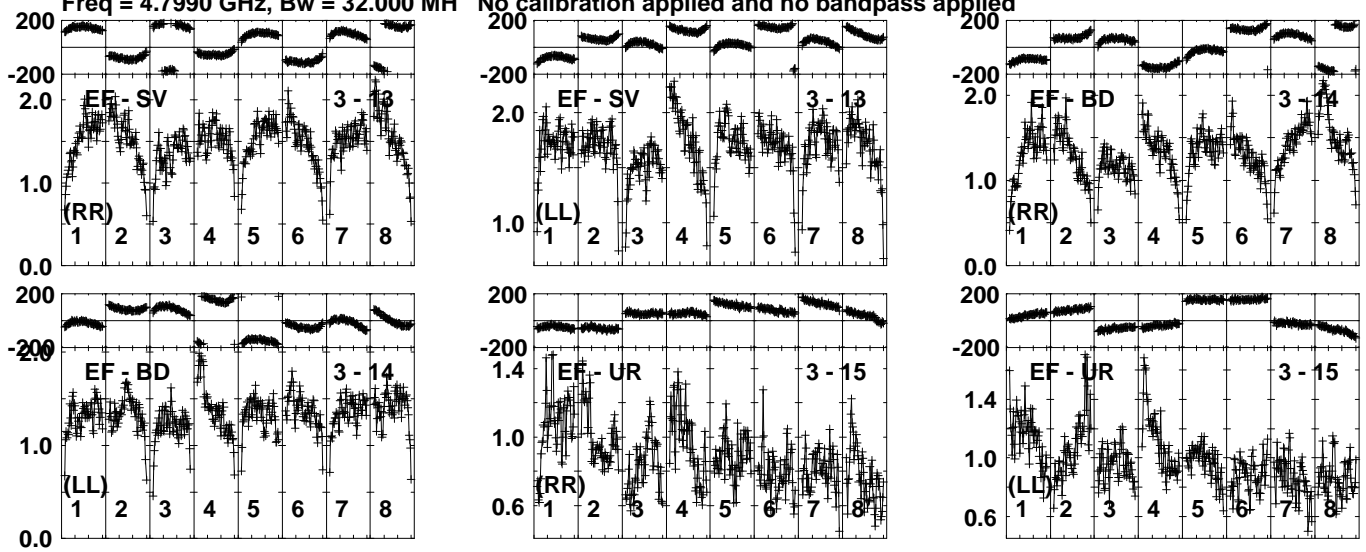 Freq = 4.7990 GHz, Bw = 32.000 MH No calibration applied and no bandpass applied
200
-200
2.0
1.0
0.0
EF - SV 3 - 13
(RR)
1 2 3 4 5 6 7 8
200
-200
2.0
1.0
EF - SV 3 - 13
(LL)
1 2 3 4 5 6 7 8
200
-200
2.0
1.0
0.0
EF - BD 3 - 14
(RR)
1 2 3 4 5 6 7 8
200
-200
2.0
1.0
0.0
EF - BD 3 - 14
(LL)
1 2 3 4 5 6 7 8
200
-200
1.4
1.0
0.6
EF - UR 3 - 15
(RR)
1 2 3 4 5 6 7 8
200
-200
1.4
1.0
0.6
EF - UR 3 - 15
(LL)
1 2 3 4 5 6 7 8